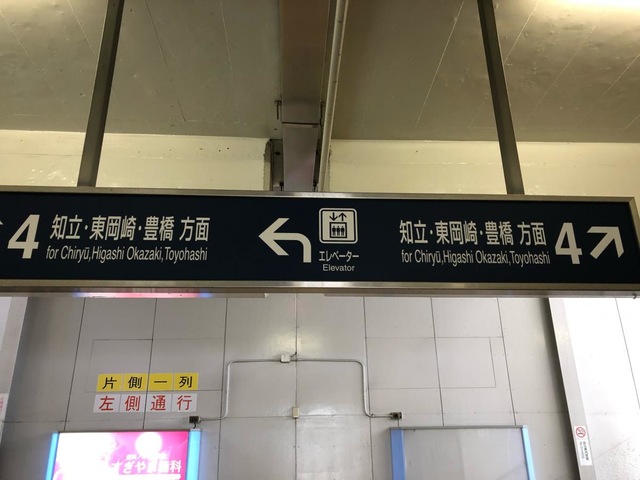 4
知立・東岡崎・豊橋 方面
for Chiryū,Higashi Okazaki,Toyohashi
エレベーター
Elevator
知立・東岡崎・豊橋 方面
for Chiryū,Higashi Okazaki,Toyohashi
4
片側一列
左側通行